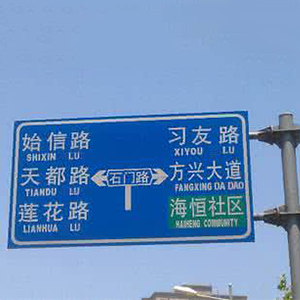 始信路 习友路
SHIXIN LU XIYOU LU
天都路 石门路 方兴大道
TIANDU LU FANGXING DA DAO
莲花路 海恒社区
LIANHUA LU HAIHENG COMMUNITY